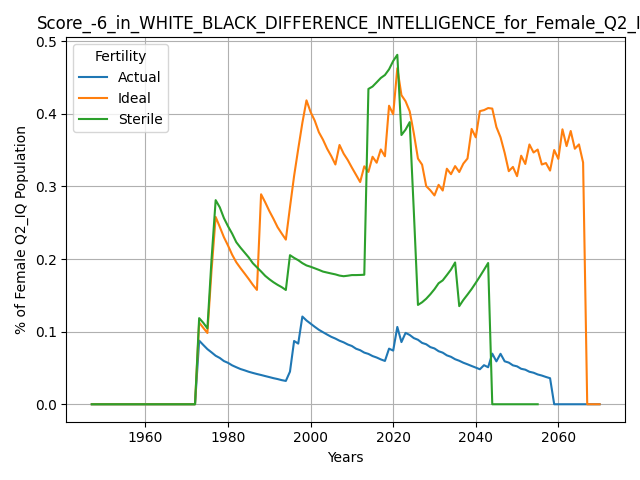 Score_-6_in_WHITE_BLACK_DIFFERENCE_INTELLIGENCE_for_Female_Q2_I
% of Female Q2_IQ Population
0.5
0.4
0.3
0.2
0.1
0.0
Fertility
Actual
Ideal
Sterile
1960
1980
2000
2020
2040
2060
Years